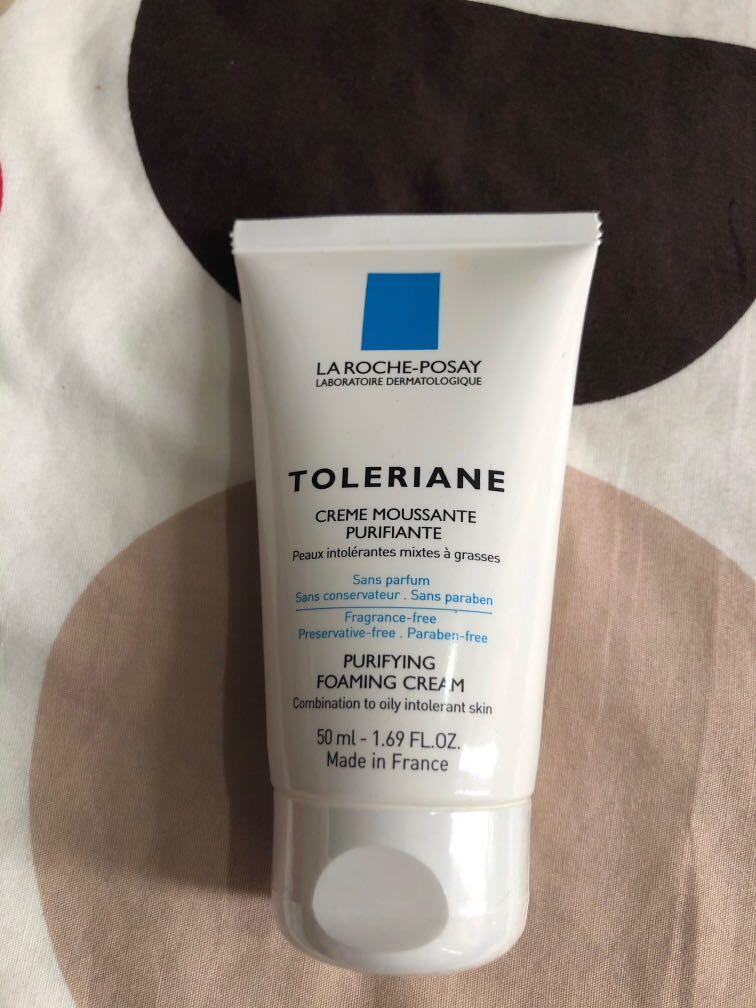 LA ROCHE-POSAY
LABORATOIRE DERMATOLOGIQUE
TOLERIANE
CREME MOUSSANTE
PURIFIANTE
Peaux intolérantes mixtes à grasses
Sans parfum
Sans conservateur . Sans paraben
Fragrance-free
Preservative-free . Paraben-free
PURIFYING
FOAMING CREAM
Combination to oily intolerant skin
50 ml - 1.69 FL.OZ.
Made in France